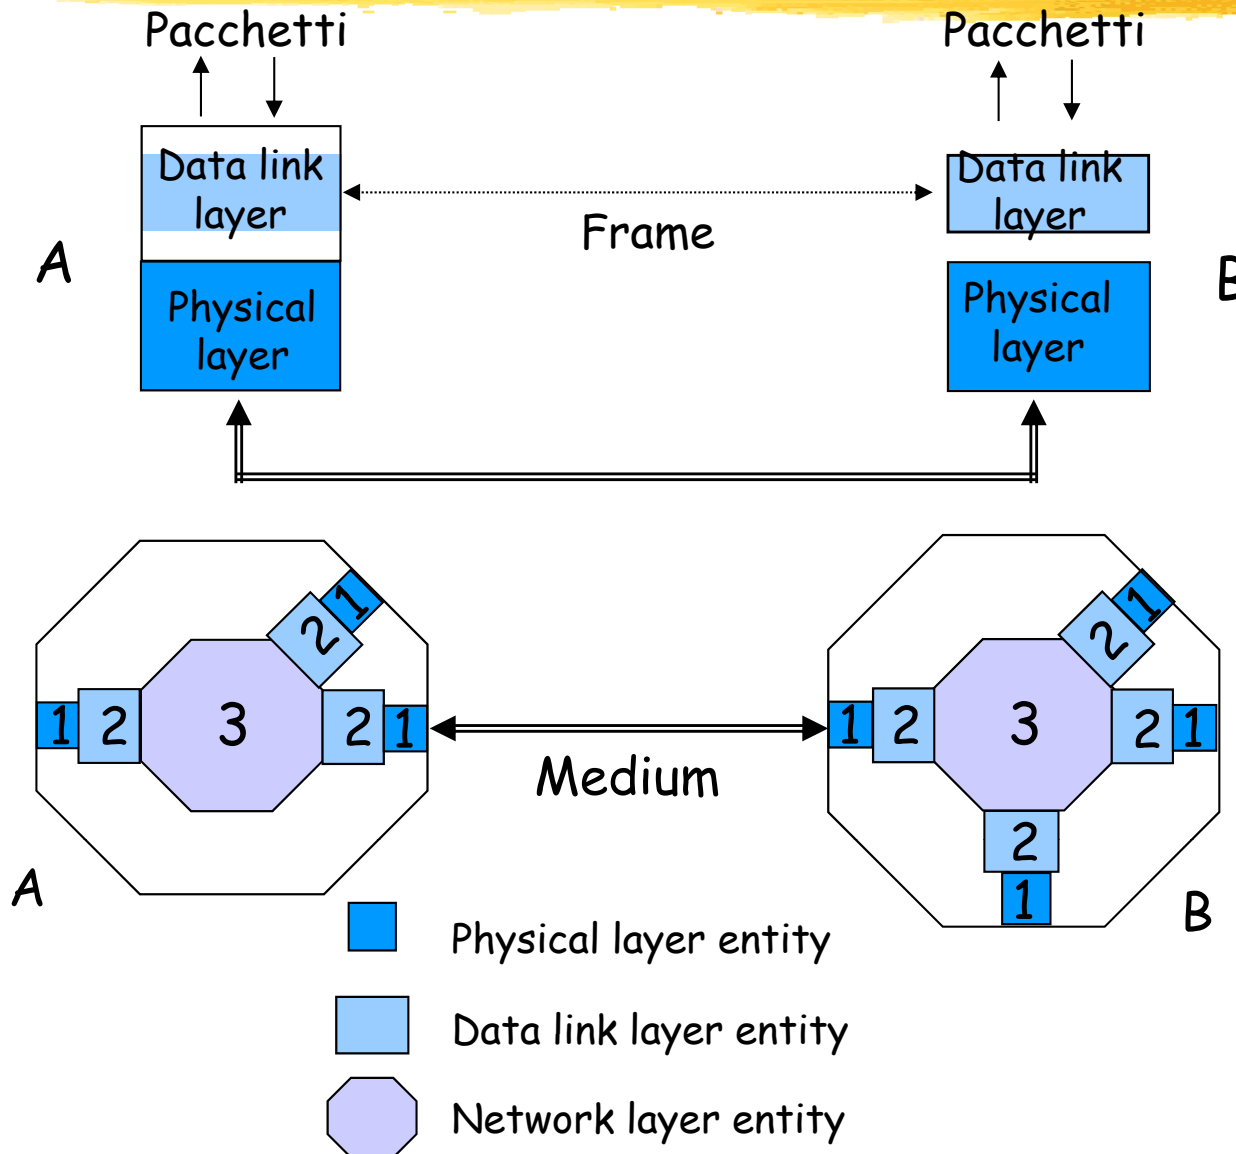 Pacchetti
Pacchetti
Data link
layer
Data link
layer
Frame
A
B
Physical
layer
Physical
layer
1
2
3
2
1
2
1
Medium
1
2
3
2
1
2
1
2
1
A
B
Physical layer entity
Data link layer entity
Network layer entity